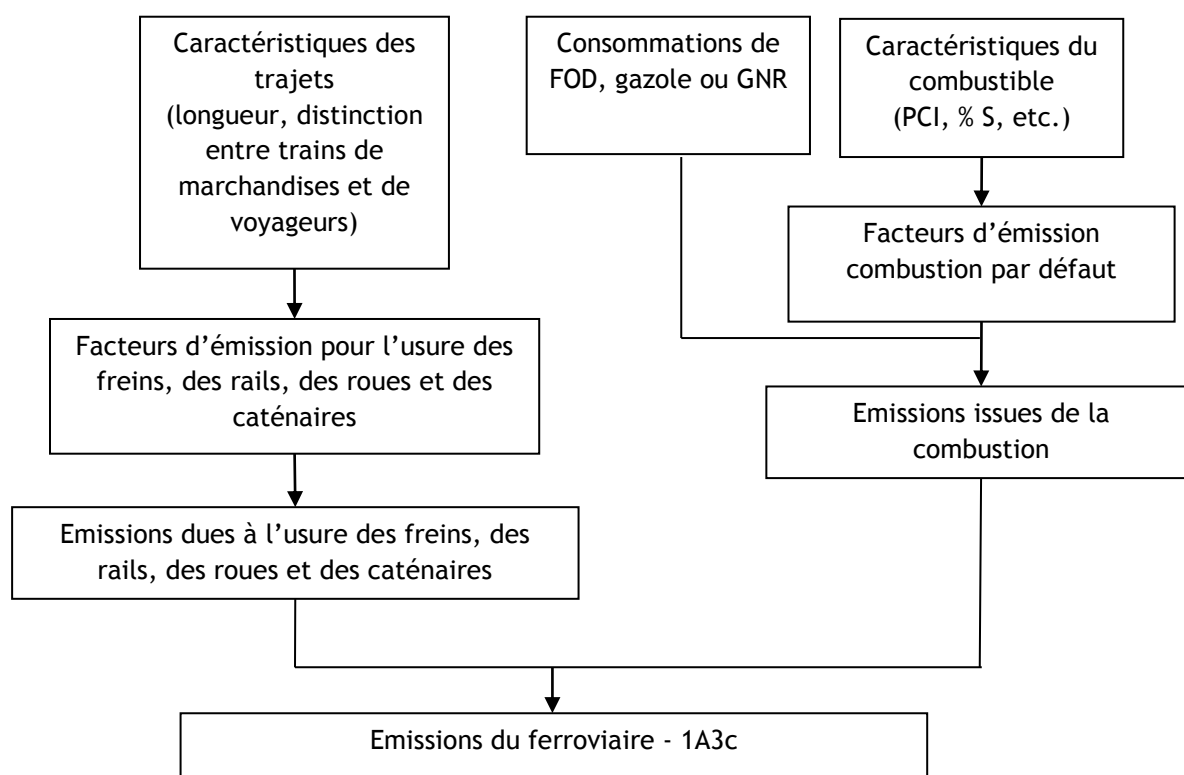 Caractéristiques des
trajets
(longueur, distinction
entre trains de
marchandises et de
voyageurs)
Consommations de
FOD, gazole ou GNR
Caractéristiques du
combustible
(PCI, % S, etc.)
Facteurs d’émission
combustion par défaut
Facteurs d’émission pour l’usure des
freins, des rails, des roues et des
caténaires
Emissions issues de la
combustion
Emissions dues à l’usure des freins, des
rails, des roues et des caténaires
Emissions du ferroviaire - 1A3c